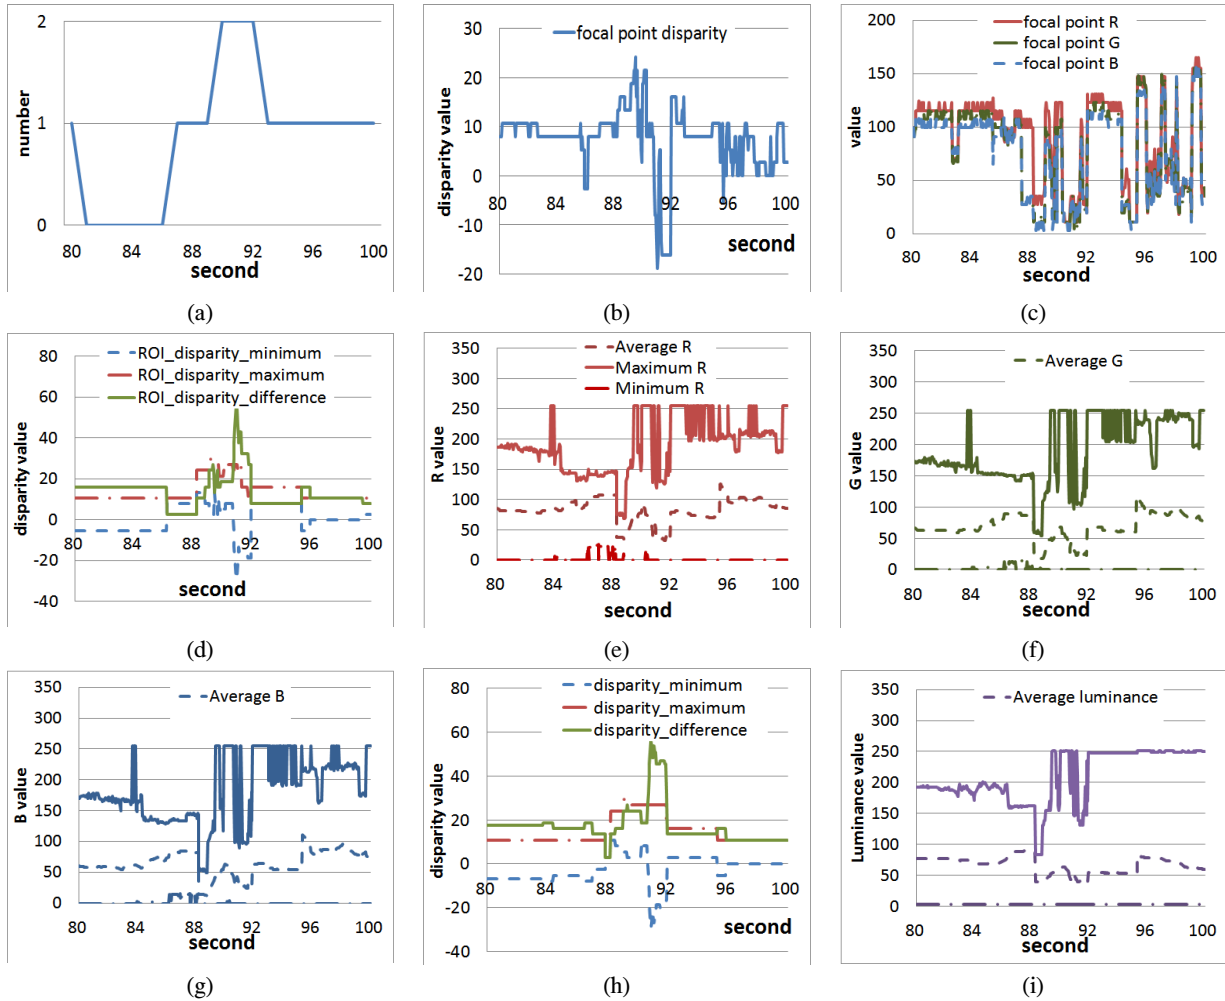 2
1
0
number
80 84 88 92 96 100
second
(a)
30
20
10
0
-10
-20
disparity value
focal point disparity
80 84 88 92 96 100
second
(b)
200
150
100
50
0
value
focal point R
focal point G
focal point B
80 84 88 92 96 100
second
(c)
80
60
40
20
0
-20
-40
disparity value
ROI_disparity_minimum
ROI_disparity_maximum
ROI_disparity_difference
80 84 88 92 96 100
second
(d)
350
300
250
200
150
100
50
0
R value
Average R
Maximum R
Minimum R
80 84 88 92 96 100
second
(e)
350
300
250
200
150
100
50
0
G value
Average G
80 84 88 92 96 100
second
(f)
350
300
250
200
150
100
50
0
B value
Average B
80 84 88 92 96 100
second
(g)
80
60
40
20
0
-20
-40
disparity value
disparity_minimum
disparity_maximum
disparity_difference
80 84 88 92 96 100
second
(h)
350
300
250
200
150
100
50
0
Luminance value
Average luminance
80 84 88 92 96 100
second
(i)